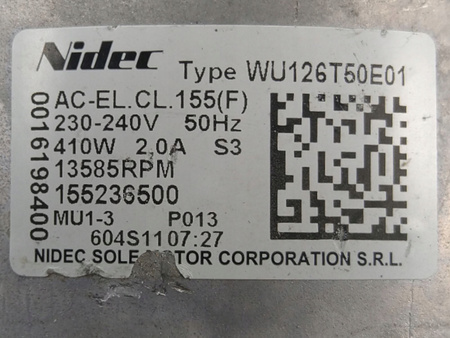 Nidec Type WU126T50E01
AC-EL.CL.155(F)
230-240V 50Hz
410W 2.0A S3
13585RPM
155236500
MU1-3 P013
604S1107:27
NIDEC SOLE MOTOR CORPORATION S.R.L.
0016198400